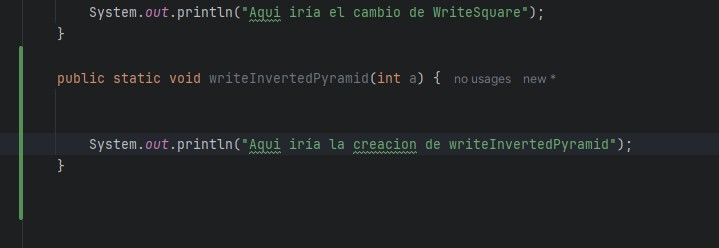 System.out.println("Aqui iría el cambio de WriteSquare");
}
public static void writeInvertedPyramid(int a) { no usages new *
System.out.println("Aqui iría la creacion de writeInvertedPyramid");
}